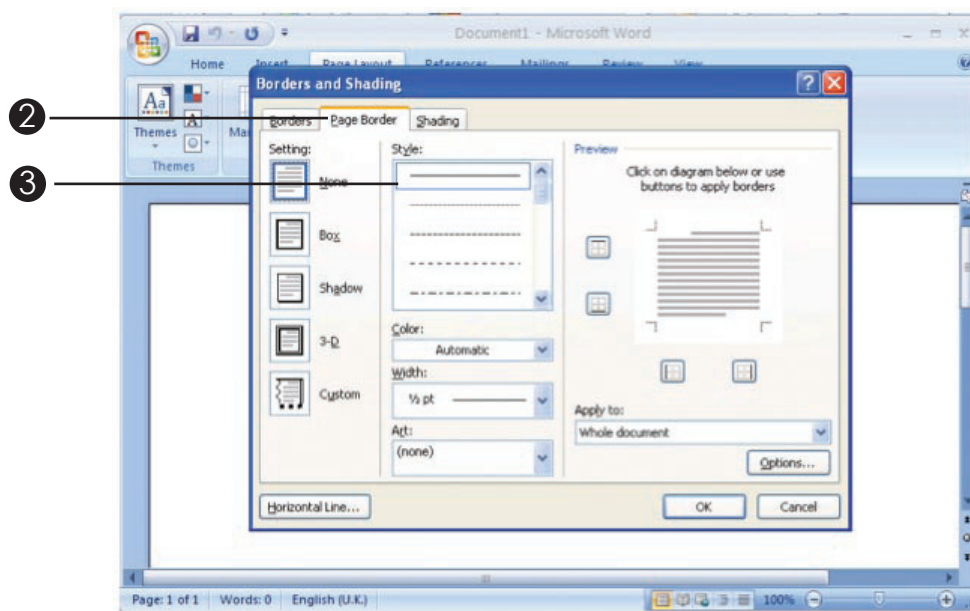 Document1 - Microsoft Word
Home Insert Page Layout References Mailings Review View
Borders and Shading
2
Borders Page Border Shading
Aa
A
Themes
Themes
Setting:
None
Box
Shadow
3-D
Custom
3
Style:
Color:
Automatic
Width:
½ pt
Art:
(none)
Preview
Click on diagram below or use
buttons to apply borders
Apply to:
Whole document
Options...
Horizontal Line...
OK Cancel
Page: 1 of 1 Words: 0 English (U.K.) 100%